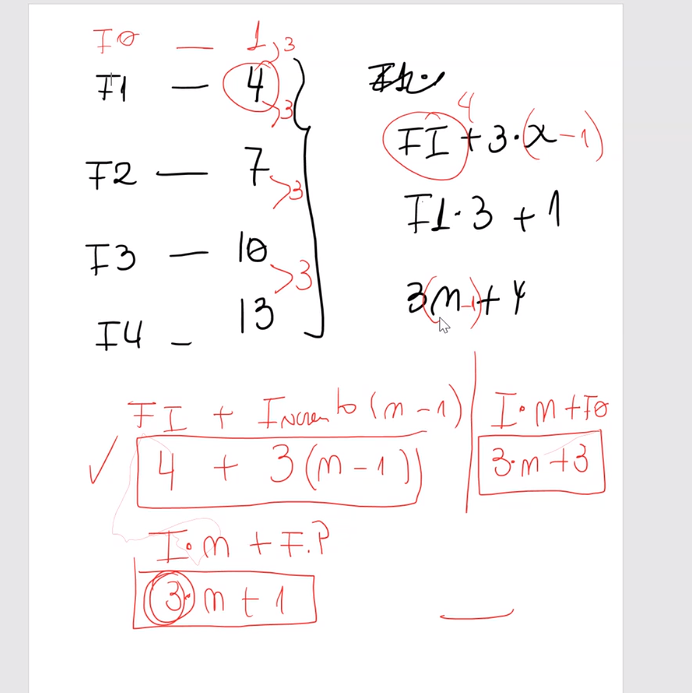 F0 — 1 > 3
F1 — 4 > 3
F2 — 7 > 3
F3 — 10 > 3
F4 - 13
4
FI + 3·(x-1)
F1·3 + 1
3(n-1) + 4
FI + Incremento (n-1)
4 + 3(n-1)
I·n + F0
3·n+3
I·n + F.P
3·n + 1